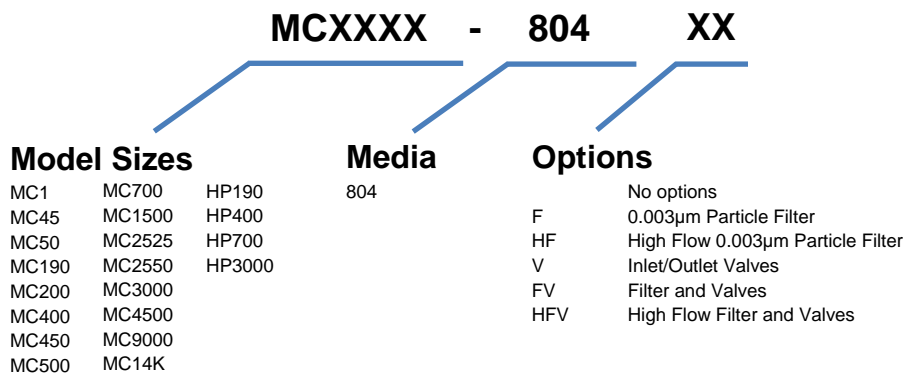 MCXXXX - 804 XX
Model Sizes
MC1
MC45
MC50
MC190
MC200
MC400
MC450
MC500
MC700
MC1500
MC2525
MC2550
MC3000
MC4500
MC9000
MC14K
HP190
HP400
HP700
HP3000
Media
804
Options
No options
F 0.003µm Particle Filter
HF High Flow 0.003µm Particle Filter
V Inlet/Outlet Valves
FV Filter and Valves
HFV High Flow Filter and Valves